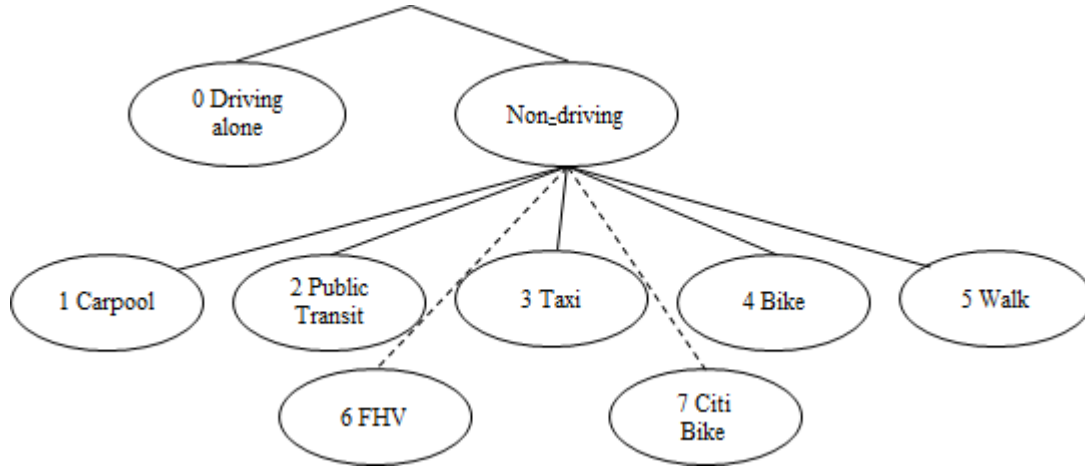 0 Driving
alone
Non-driving
1 Carpool
2 Public
Transit
3 Taxi
4 Bike
5 Walk
6 FHV
7 Citi
Bike